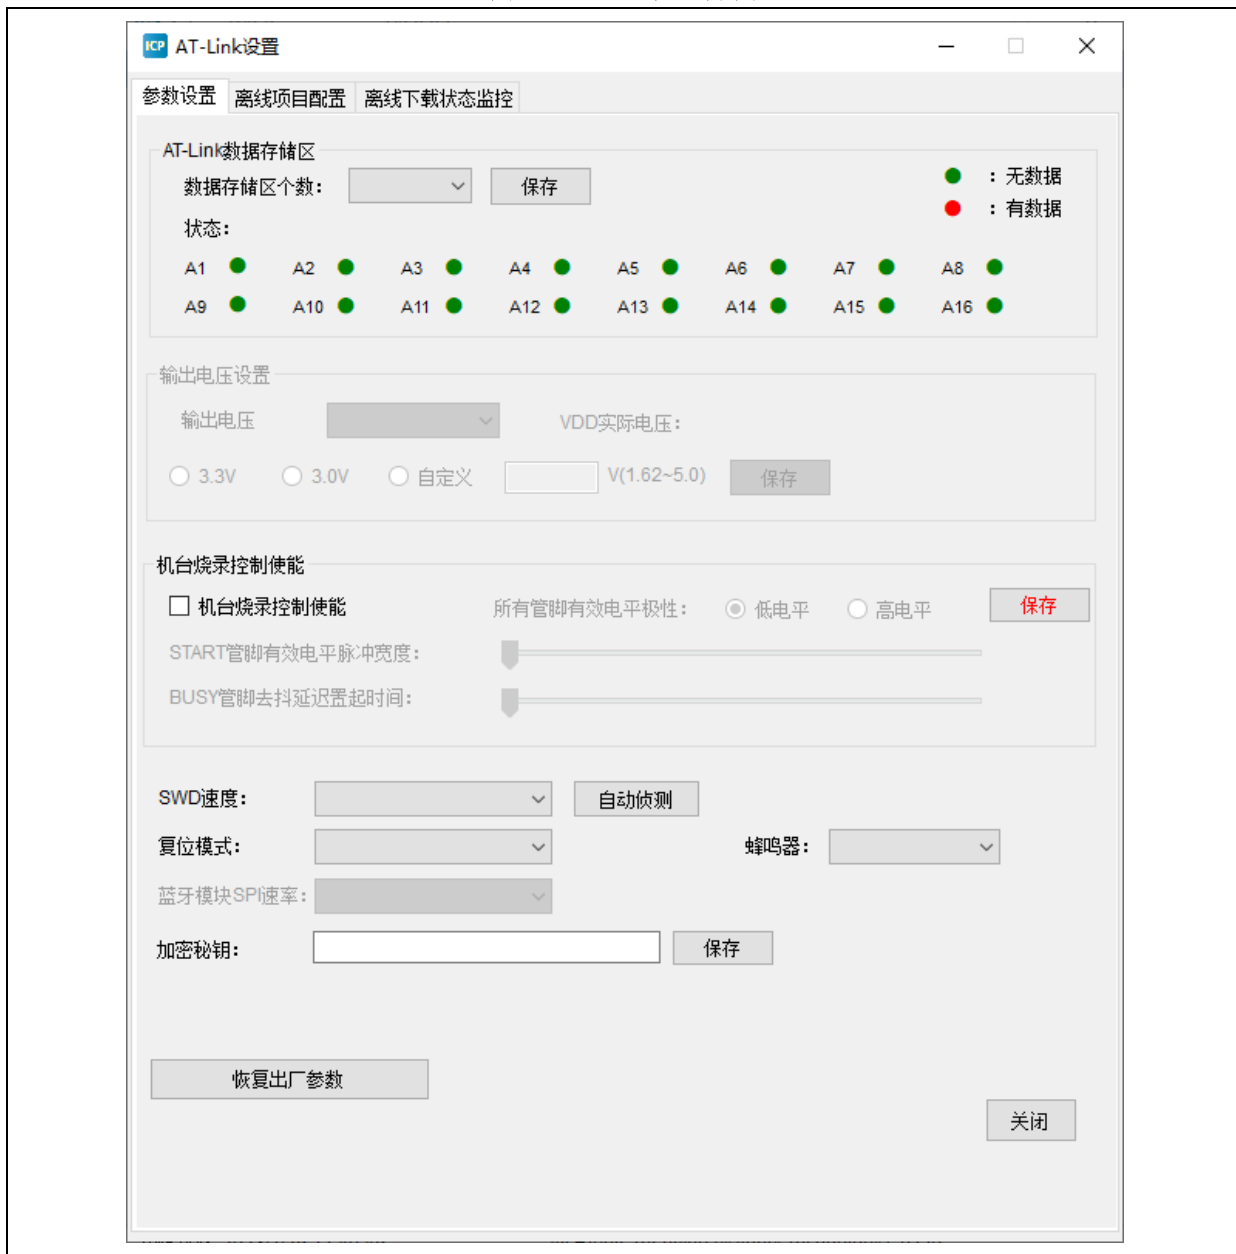 ICP AT-Link设置
参数设置 离线项目配置 离线下载状态监控
AT-Link数据存储区
数据存储区个数： 保存 ：无数据
：有数据
状态：
A1 A2 A3 A4 A5 A6 A7 A8
A9 A10 A11 A12 A13 A14 A15 A16
输出电压设置
输出电压 VDD实际电压：
3.3V 3.0V 自定义 V(1.62~5.0) 保存
机台烧录控制使能
机台烧录控制使能 所有管脚有效电平极性： 低电平 高电平 保存
START管脚有效电平脉冲宽度：
BUSY管脚去抖延迟置起时间：
SWD速度： 自动侦测
复位模式： 蜂鸣器：
蓝牙模块SPI速率：
加密秘钥： 保存
恢复出厂参数
关闭